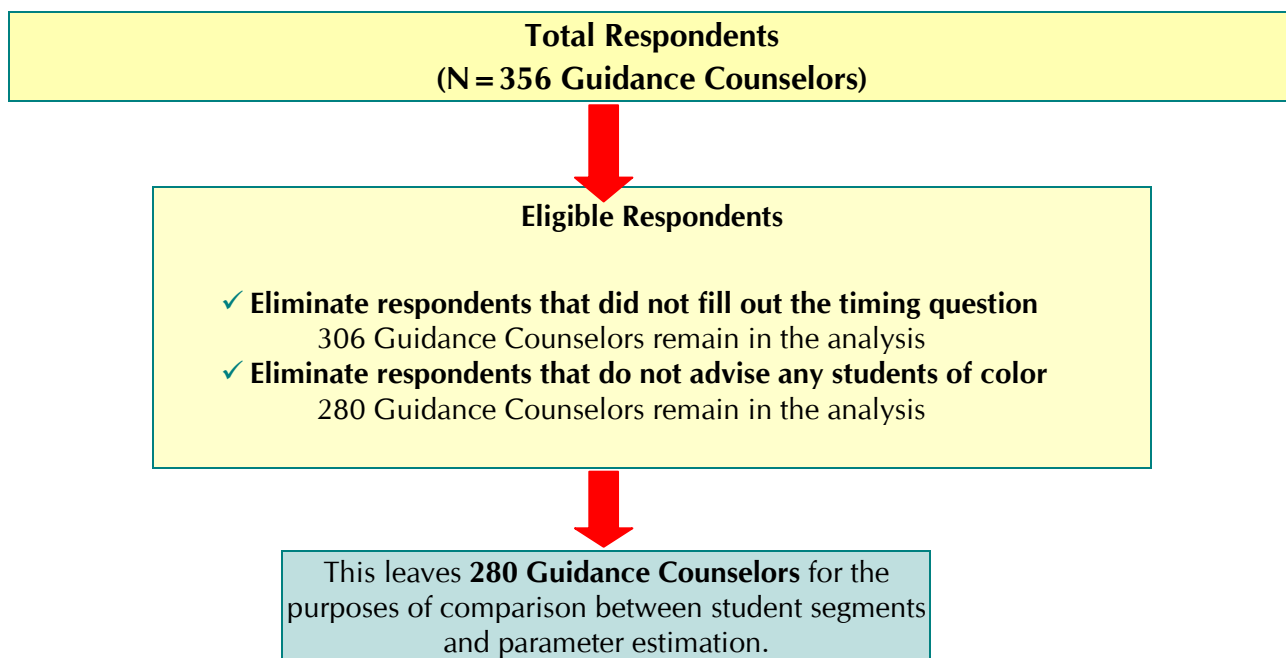 Total Respondents
(N = 356 Guidance Counselors)
Eligible Respondents
✓ Eliminate respondents that did not fill out the timing question
306 Guidance Counselors remain in the analysis
✓ Eliminate respondents that do not advise any students of color
280 Guidance Counselors remain in the analysis
This leaves 280 Guidance Counselors for the
purposes of comparison between student segments
and parameter estimation.